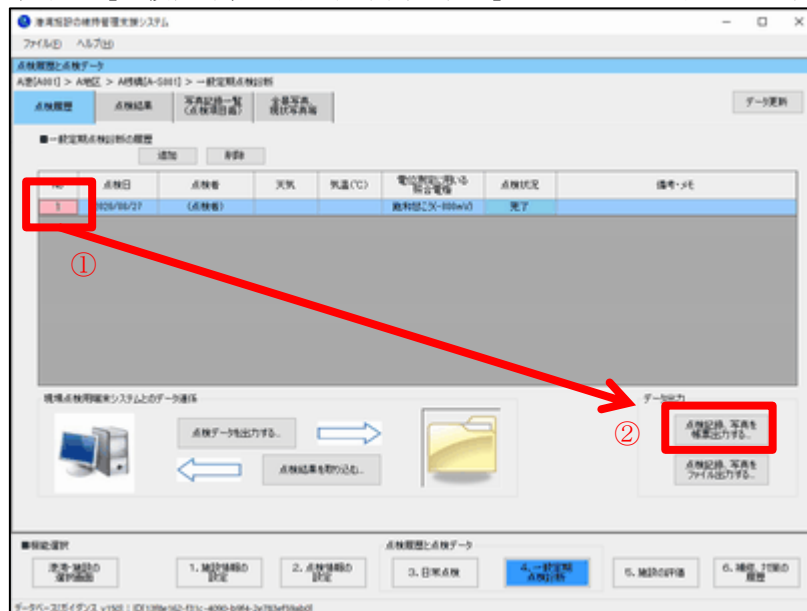 港湾施設の維持管理支援システム
ファイル(F) ヘルプ(H)
点検履歴と点検データ
A港[A001] > A地区 > A桟橋[A-S001] > 一般定期点検診断
点検履歴 点検結果 写真記録一覧 (点検項目毎) 全景写真、現状写真等 データ更新
■一般定期点検診断の履歴
追加 削除
No 点検日 点検者 天気 気温(℃) 電位測定に用いる照合電極 点検状況 備考・メモ
1 2020/08/27 (点検者) 飽和甘こう(-800mV) 完了
①
現場点検用端末システムとのデータ連係
データ出力
点検データを出力する..
点検結果を取り込む..
②
点検記録、写真を
帳票出力する..
点検記録、写真を
ファイル出力する..
■機能選択
点検履歴と点検データ
港湾・施設の選択画面 1. 施設情報の設定 2. 点検情報の設定 3. 日常点検 4. 一般定期点検診断 5. 施設の評価 6. 補修、対策の履歴